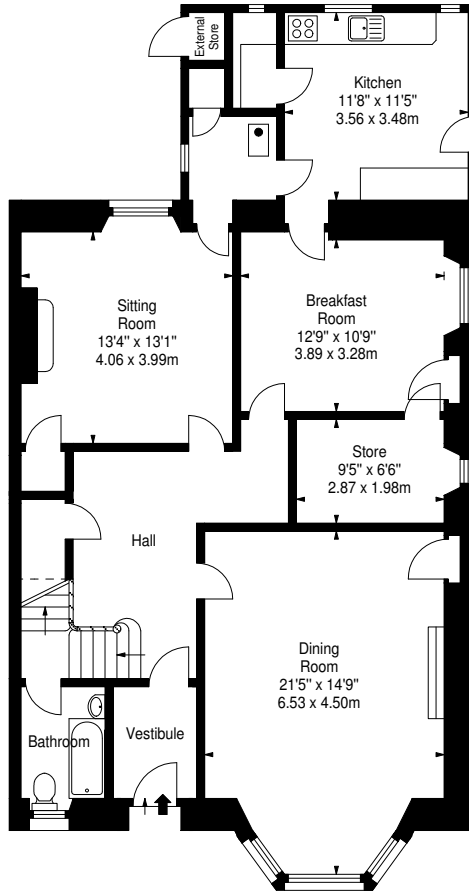 External
Store
Kitchen
11'8" x 11'5"
3.56 x 3.48m
Sitting
Room
13'4" x 13'1"
4.06 x 3.99m
Breakfast
Room
12'9" x 10'9"
3.89 x 3.28m
Store
9'5" x 6'6"
2.87 x 1.98m
Hall
Dining
Room
21'5" x 14'9"
6.53 x 4.50m
Bathroom
Vestibule